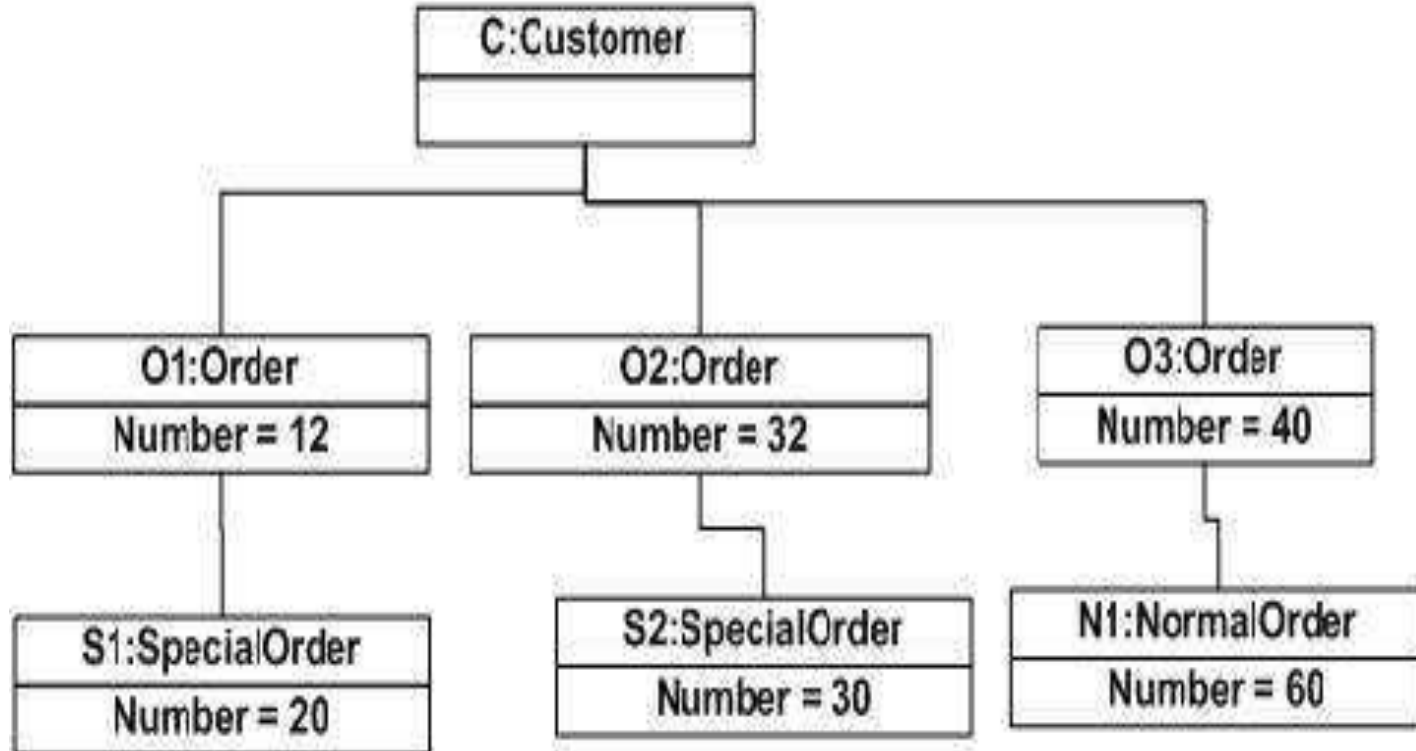 C:Customer
O1:Order
Number = 12
O2:Order
Number = 32
O3:Order
Number = 40
S1:SpecialOrder
Number = 20
S2:SpecialOrder
Number = 30
N1:NormalOrder
Number = 60